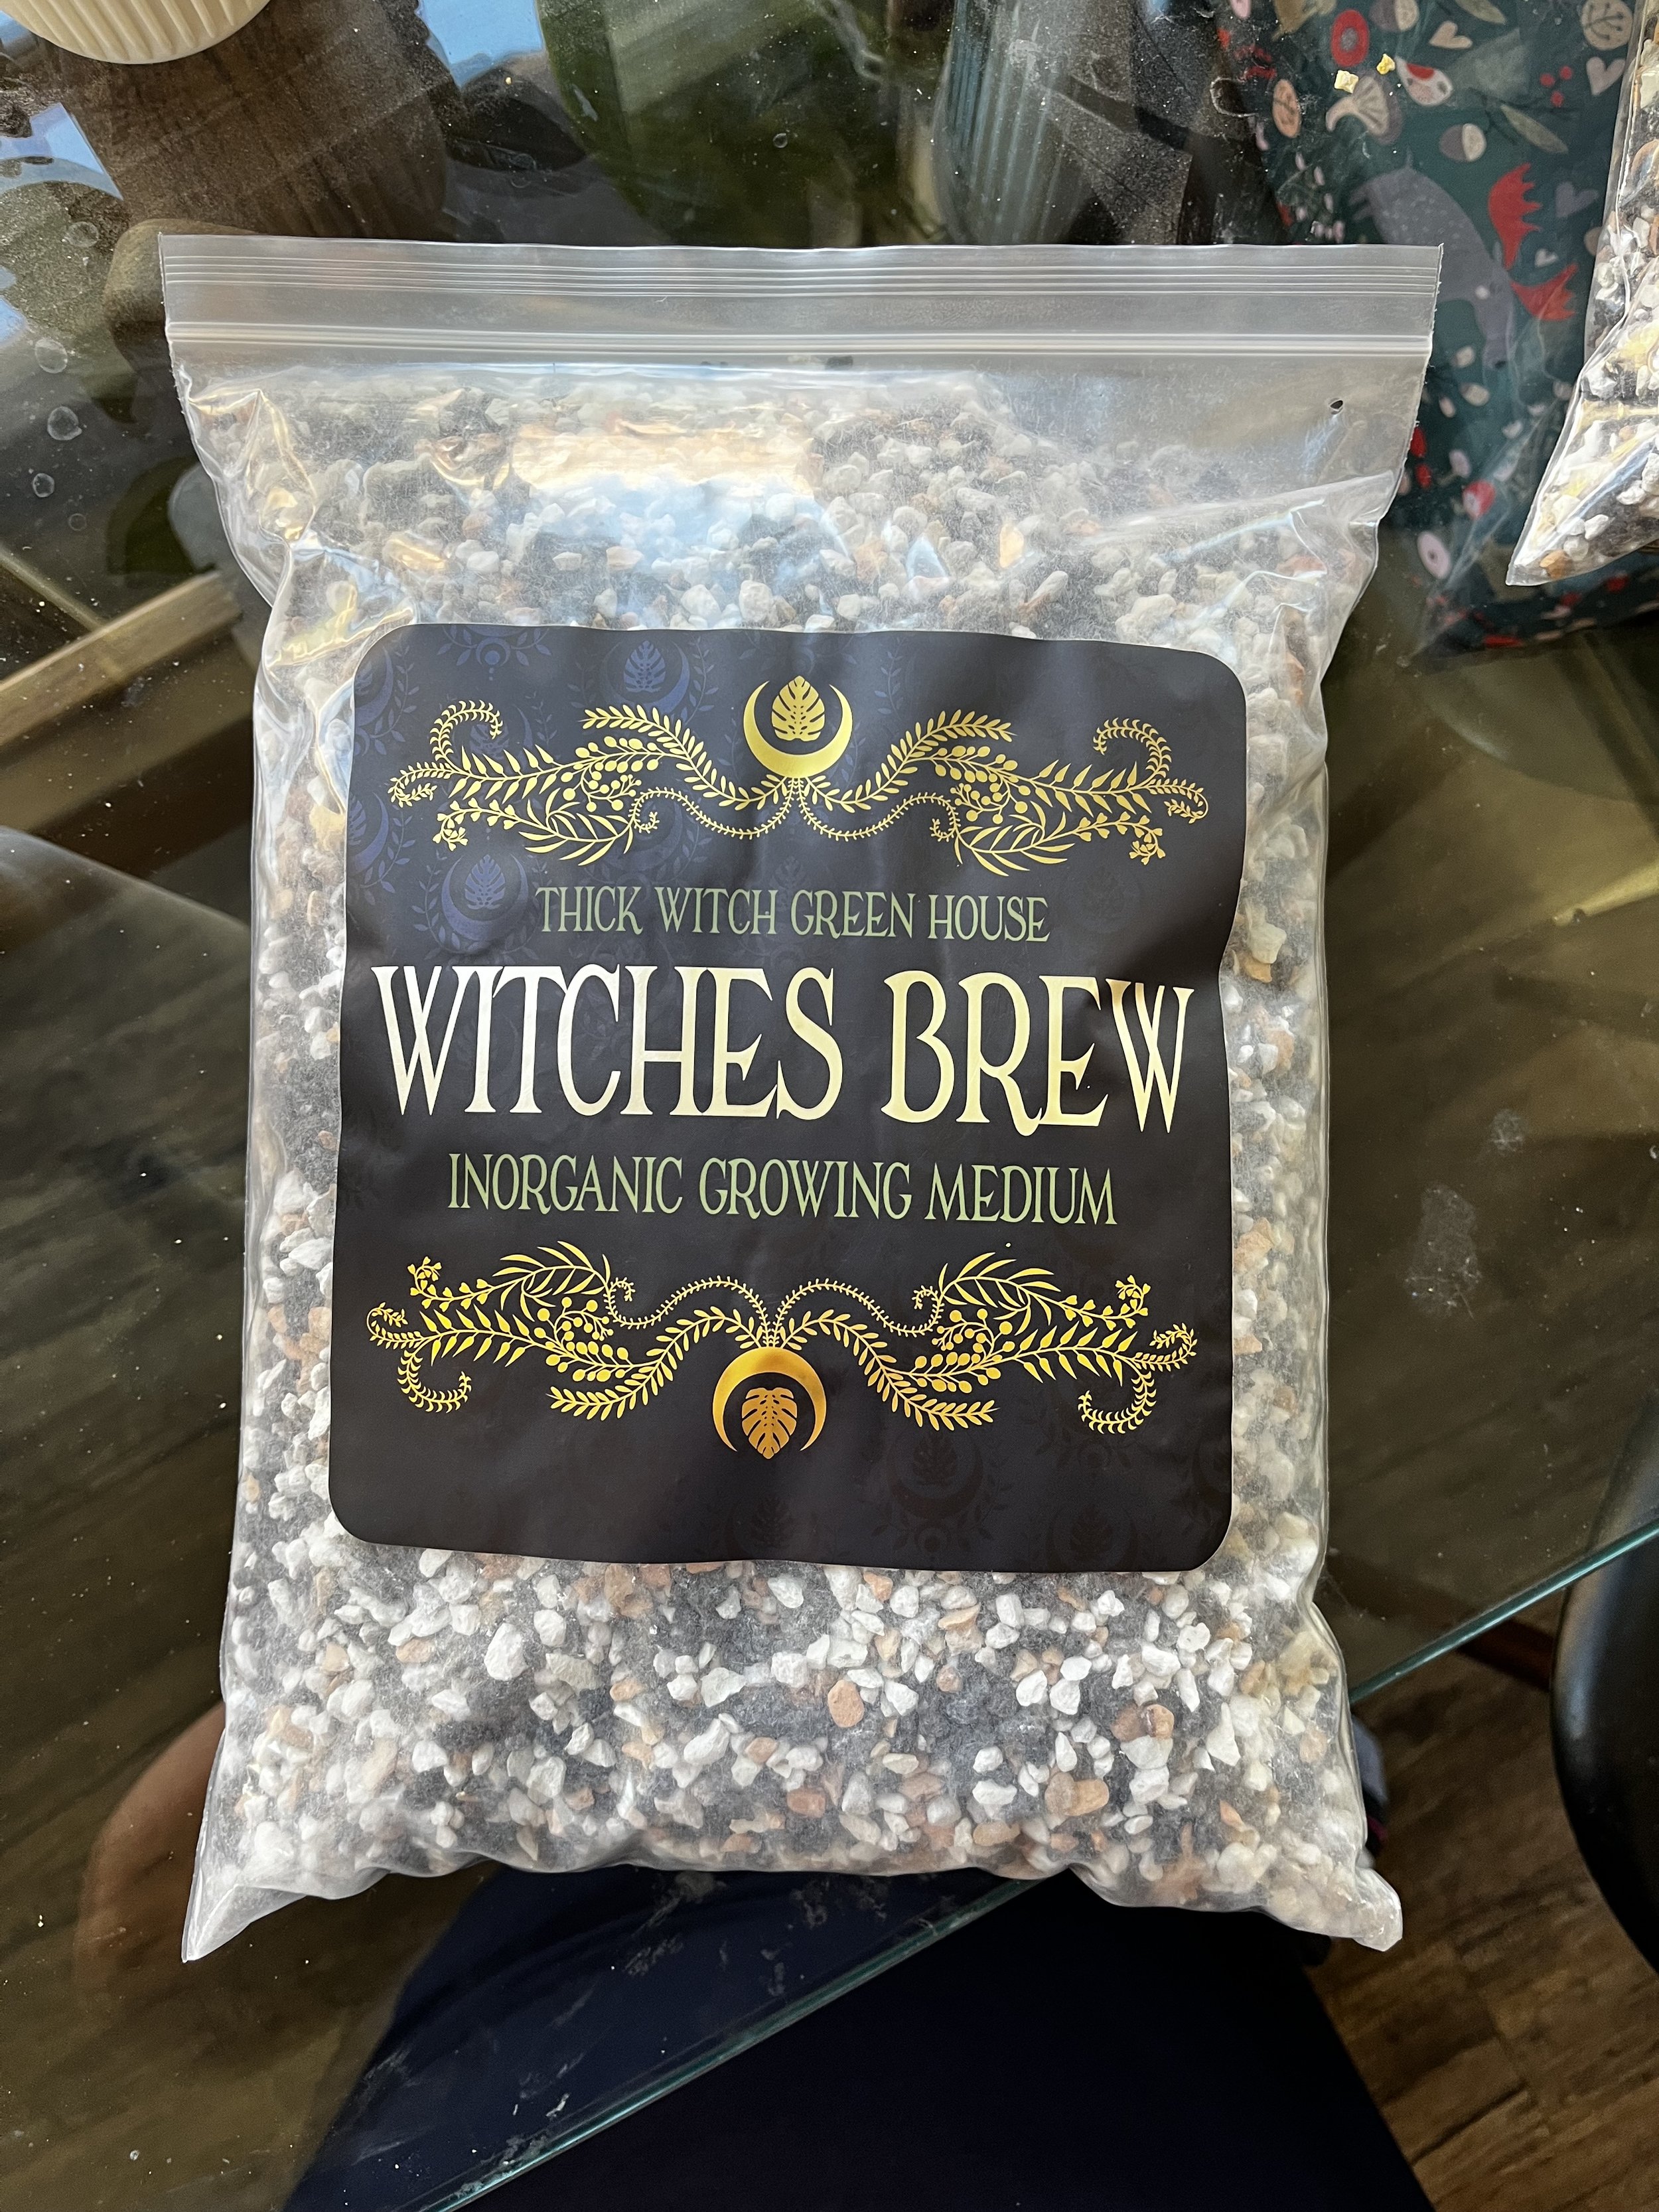 THICK WITCH GREEN HOUSE
WITCHES BREW
INORGANIC GROWING MEDIUM